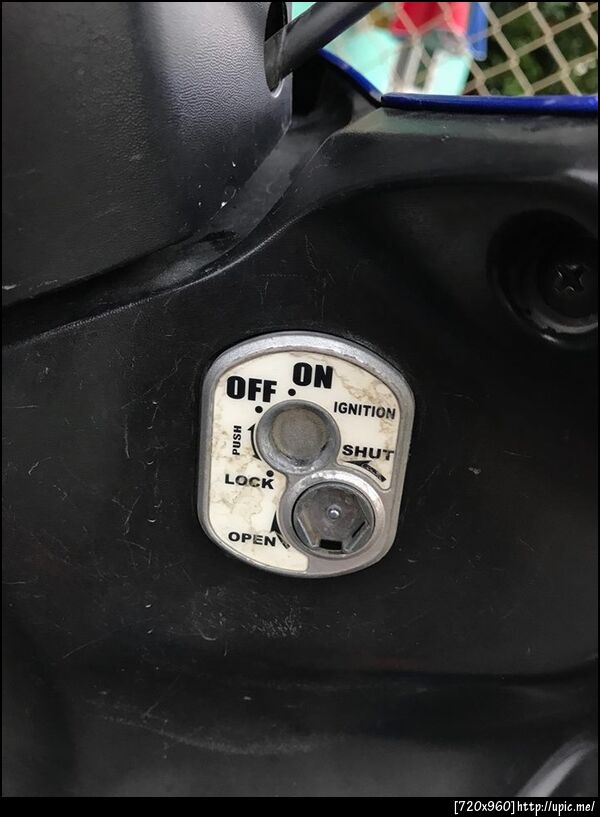 ON
OFF
IGNITION
PUSH
SHUT
LOCK
OPEN
[720x960]http://upic.me/